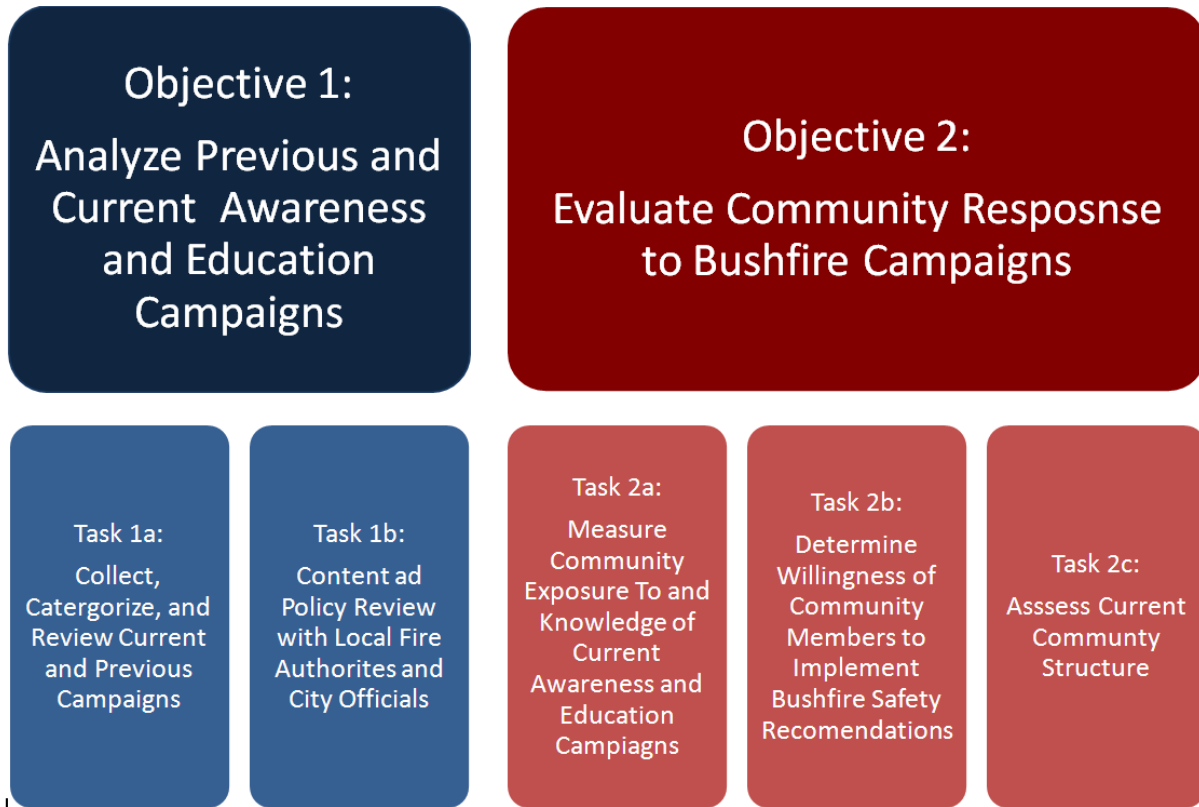 Objective 1:
Analyze Previous and
Current Awareness
and Education
Campaigns
Objective 2:
Evaluate Community Resposnse
to Bushfire Campaigns
Task 1a:
Collect,
Catergorize, and
Review Current
and Previous
Campaigns
Task 1b:
Content ad
Policy Review
with Local Fire
Authorites and
City Officials
Task 2a:
Measure
Community
Exposure To and
Knowledge of
Current
Awareness and
Education
Campiagns
Task 2b:
Determine
Willingness of
Community
Members to
Implement
Bushfire Safety
Recomendations
Task 2c:
Asssess Current
Communty
Structure